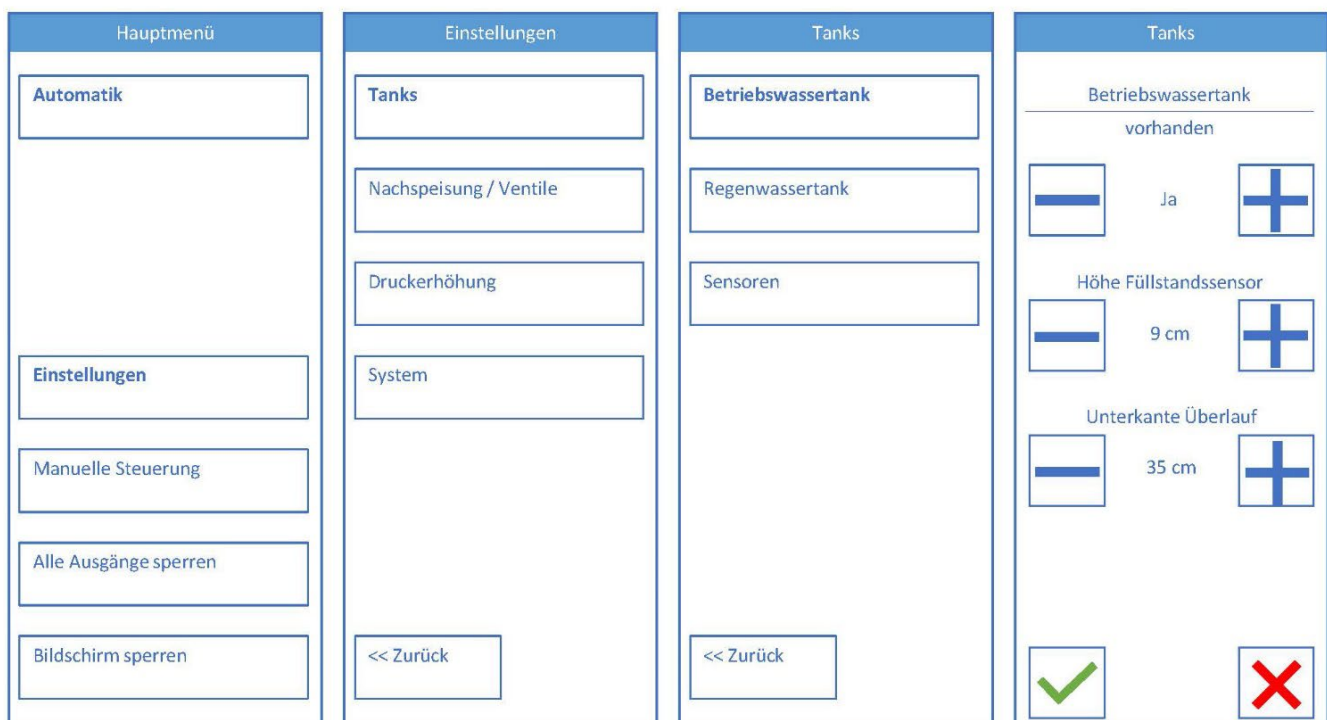 Hauptmenü
Automatik
Einstellungen
Manuelle Steuerung
Alle Ausgänge sperren
Bildschirm sperren
Einstellungen
Tanks
Nachspeisung / Ventile
Druckerhöhung
System
<< Zurück
Tanks
Betriebswassertank
Regenwassertank
Sensoren
<< Zurück
Tanks
Betriebswassertank
vorhanden
Ja
Höhe Füllstandssensor
9 cm
Unterkante Überlauf
35 cm